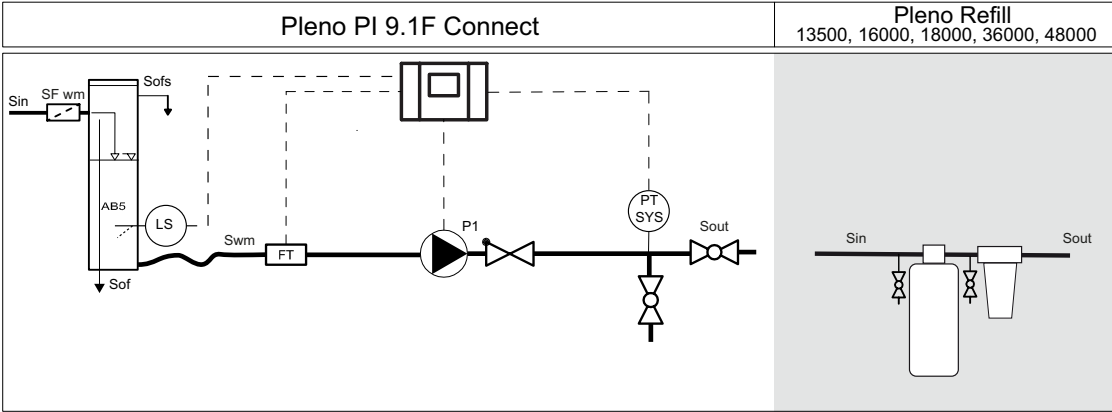 Pleno PI 9.1F Connect
Pleno Refill
13500, 16000, 18000, 36000, 48000
Sin
SF wm
Sofs
AB5
LS
Sof
Swm
FT
P1
PT
SYS
Sout
Sin
Sout